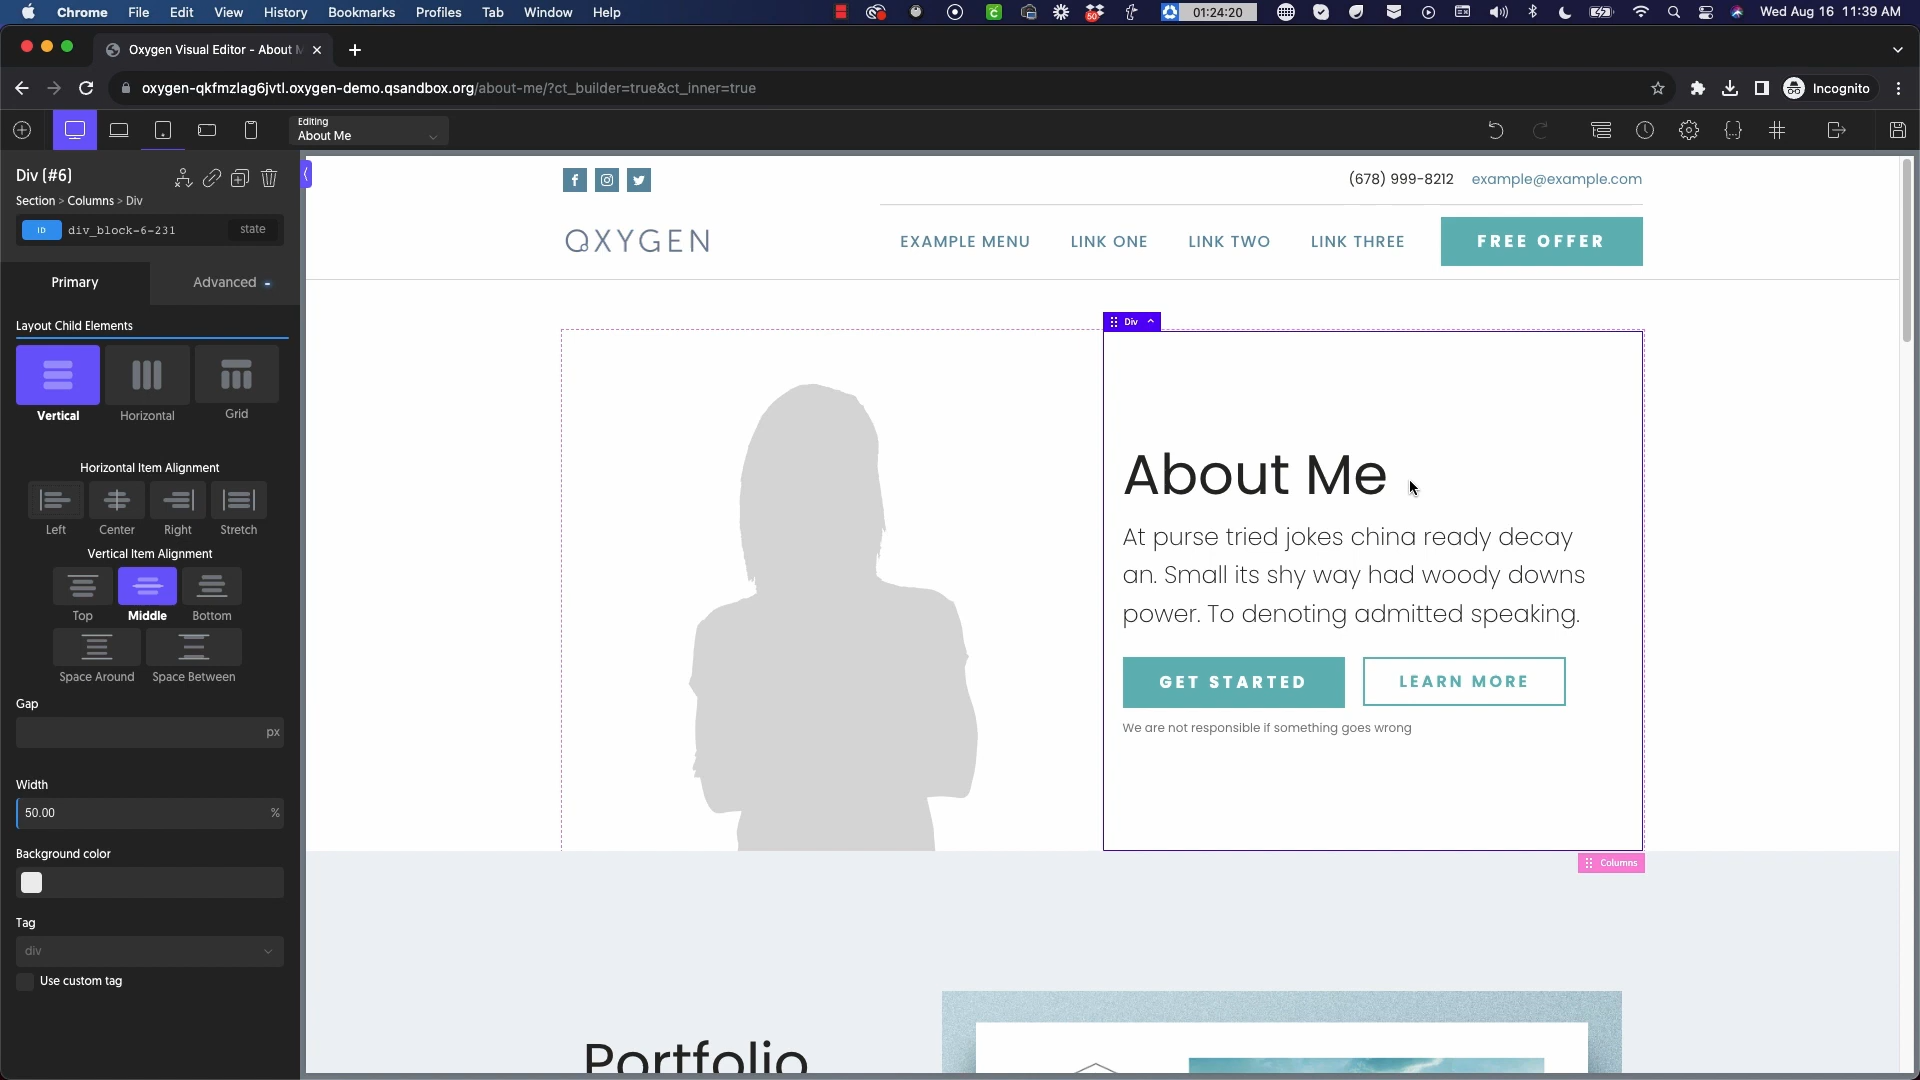 Chrome File Edit View History Bookmarks Profiles Tab Window Help
50
01:24:20
Wed Aug 16 11:39 AM
Oxygen Visual Editor - About M
oxygen-qkfmzlag6jvtl.oxygen-demo.qsandbox.org/about-me/?ct_builder=true&ct_inner=true
Incognito
Editing
About Me
Div (#6)
Section > Columns > Div
ID div_block-6-231 state
Primary Advanced
Layout Child Elements
Vertical Horizontal Grid
Horizontal Item Alignment
Left Center Right Stretch
Vertical Item Alignment
Top Middle Bottom
Space Around Space Between
Gap
px
Width
50.00 %
Background color
Tag
div
Use custom tag
(678) 999-8212 example@example.com
OXYGEN
EXAMPLE MENU LINK ONE LINK TWO LINK THREE FREE OFFER
Div
About Me
At purse tried jokes china ready decay
an. Small its shy way had woody downs
power. To denoting admitted speaking.
GET STARTED LEARN MORE
We are not responsible if something goes wrong
Columns
Portfolio